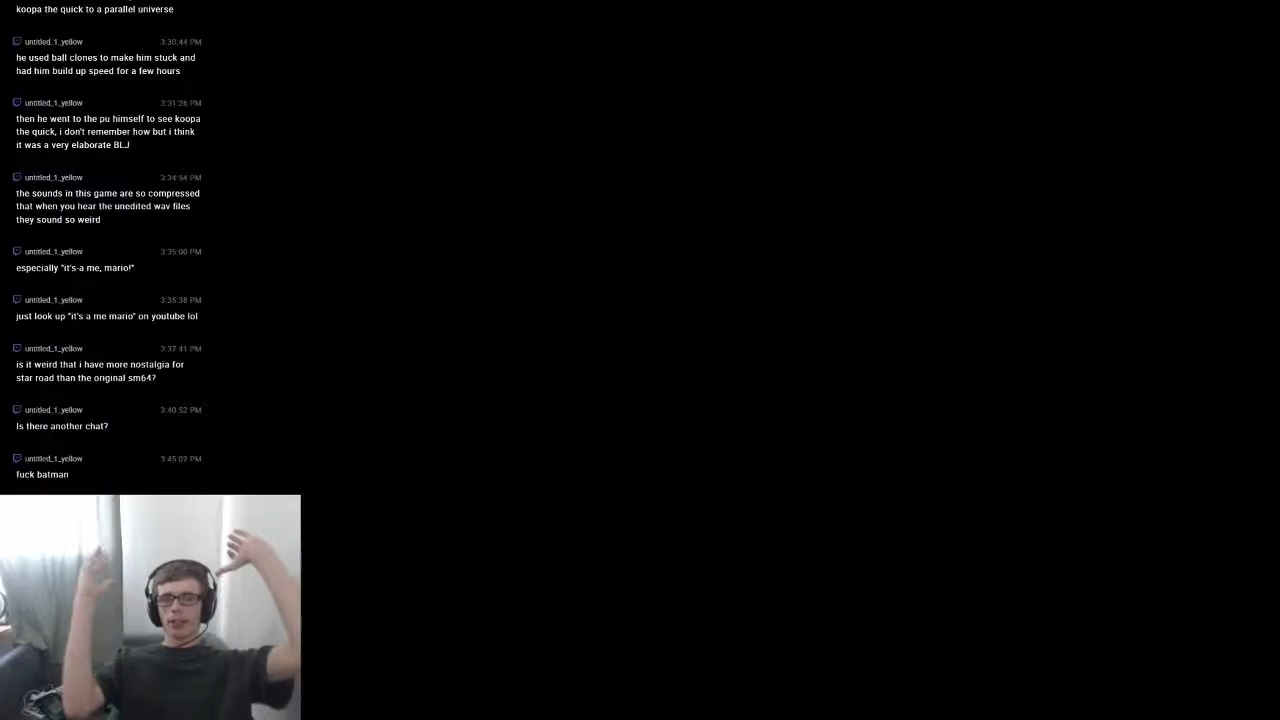 koopa the quick to a parallel universe
untitled_1_yellow 3:30:44 PM
he used ball clones to make him stuck and
had him build up speed for a few hours
untitled_1_yellow 3:31:26 PM
then he went to the pu himself to see koopa
the quick, i don't remember how but i think
it was a very elaborate BLJ
untitled_1_yellow 3:34:54 PM
the sounds in this game are so compressed
that when you hear the unedited wav files
they sound so weird
untitled_1_yellow 3:35:00 PM
especially "it's-a me, mario!"
untitled_1_yellow 3:35:38 PM
just look up "it's a me mario" on youtube lol
untitled_1_yellow 3:37:41 PM
is it weird that i have more nostalgia for
star road than the original sm64?
untitled_1_yellow 3:40:52 PM
Is there another chat?
untitled_1_yellow 3:45:02 PM
fuck batman